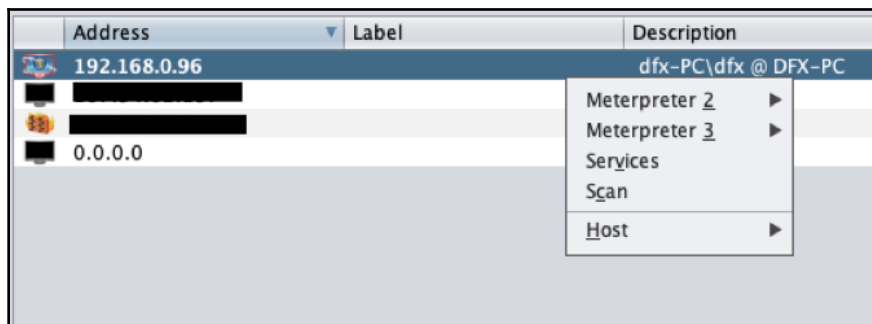 Address Label Description
192.168.0.96 dfx-PC\dfx @ DFX-PC
Meterpreter 2
Meterpreter 3
Services
0.0.0.0
Scan
Host